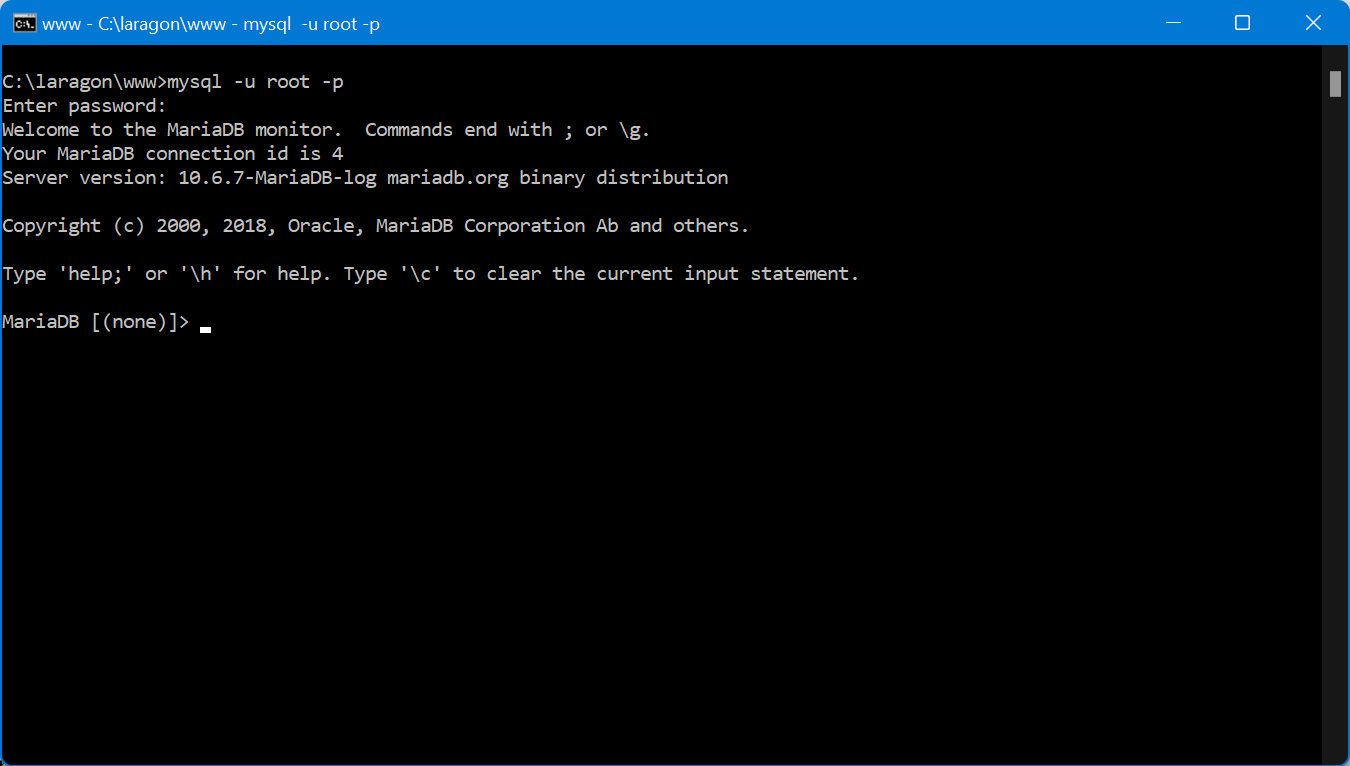 www - C:\laragon\www - mysql  -u root -p
C:\laragon\www>mysql -u root -p
Enter password:
Welcome to the MariaDB monitor.  Commands end with ; or \g.
Your MariaDB connection id is 4
Server version: 10.6.7-MariaDB-log mariadb.org binary distribution
Copyright (c) 2000, 2018, Oracle, MariaDB Corporation Ab and others.
Type 'help;' or '\h' for help. Type '\c' to clear the current input statement.
MariaDB [(none)]>